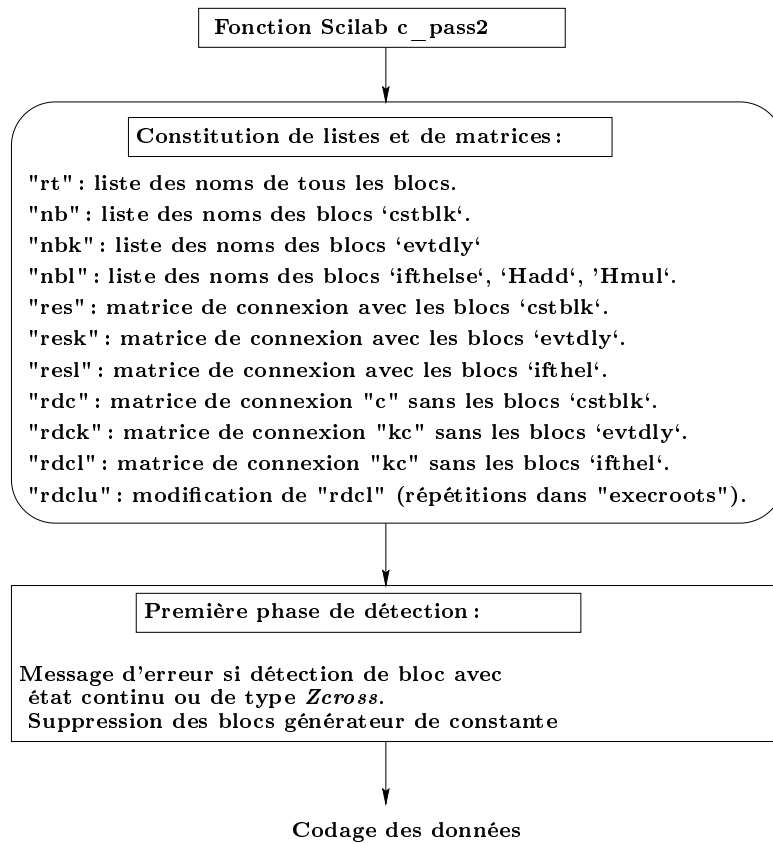 Fonction Scilab c_pass2
Constitution de listes et de matrices :
"rt" : liste des noms de tous les blocs.
"nb" : liste des noms des blocs ‘cstblk‘.
"nbk" : liste des noms des blocs ‘evtdly‘
"nbl" : liste des noms des blocs ‘ifthelse‘, ‘Hadd‘, ’Hmul‘.
"res" : matrice de connexion avec les blocs ‘cstblk‘.
"resk" : matrice de connexion avec les blocs ‘evtdly‘.
"resl" : matrice de connexion avec les blocs ‘ifthel‘.
"rdc" : matrice de connexion "c" sans les blocs ‘cstblk‘.
"rdck" : matrice de connexion "kc" sans les blocs ‘evtdly‘.
"rdcl" : matrice de connexion "kc" sans les blocs ‘ifthel‘.
"rdclu" : modification de "rdcl" (répétitions dans "execroots").
Première phase de détection :
Message d'erreur si détection de bloc avec
état continu ou de type Zcross.
Suppression des blocs générateur de constante
Codage des données